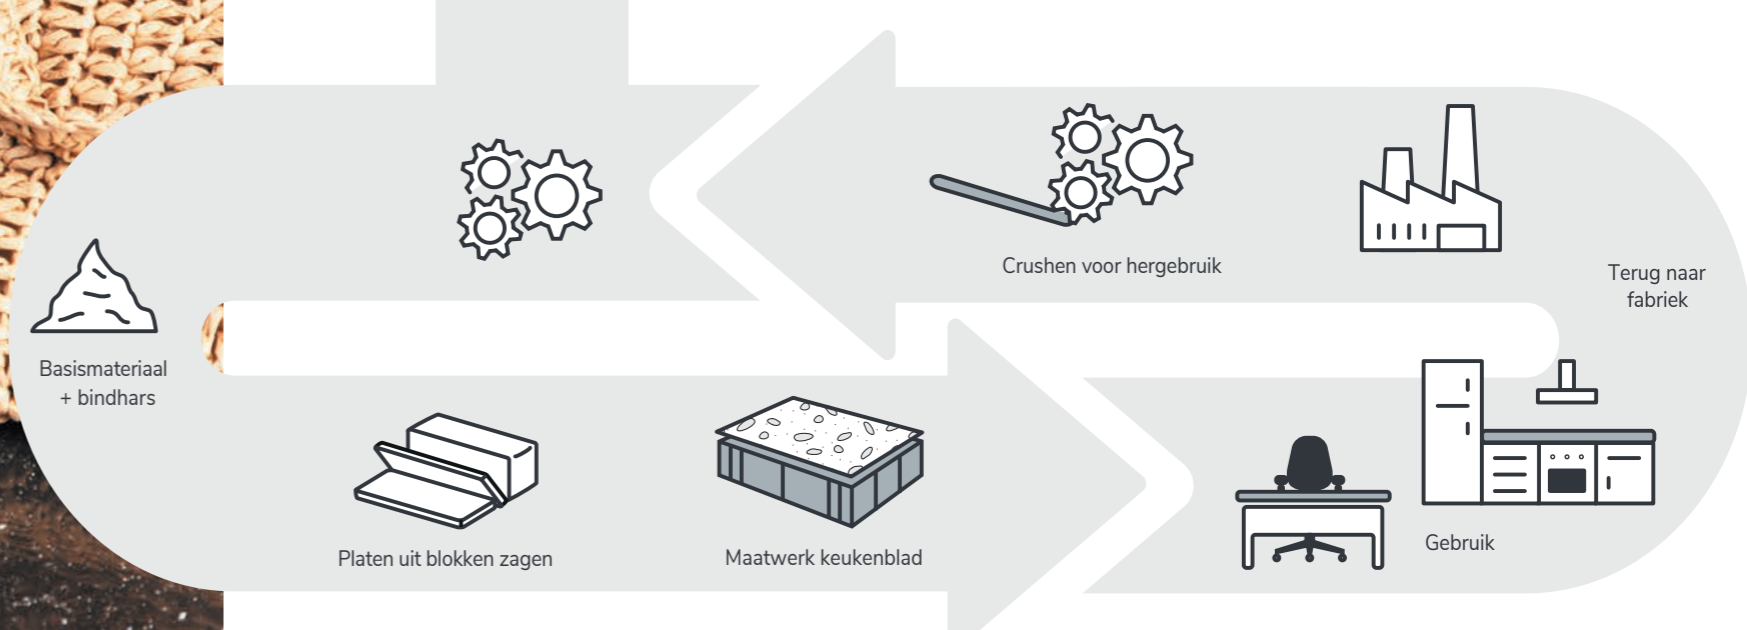 Crushen voor hergebruik
Terug naar
fabriek
Basismateriaal
+ bindhars
Platen uit blokken zagen
Maatwerk keukenblad
Gebruik